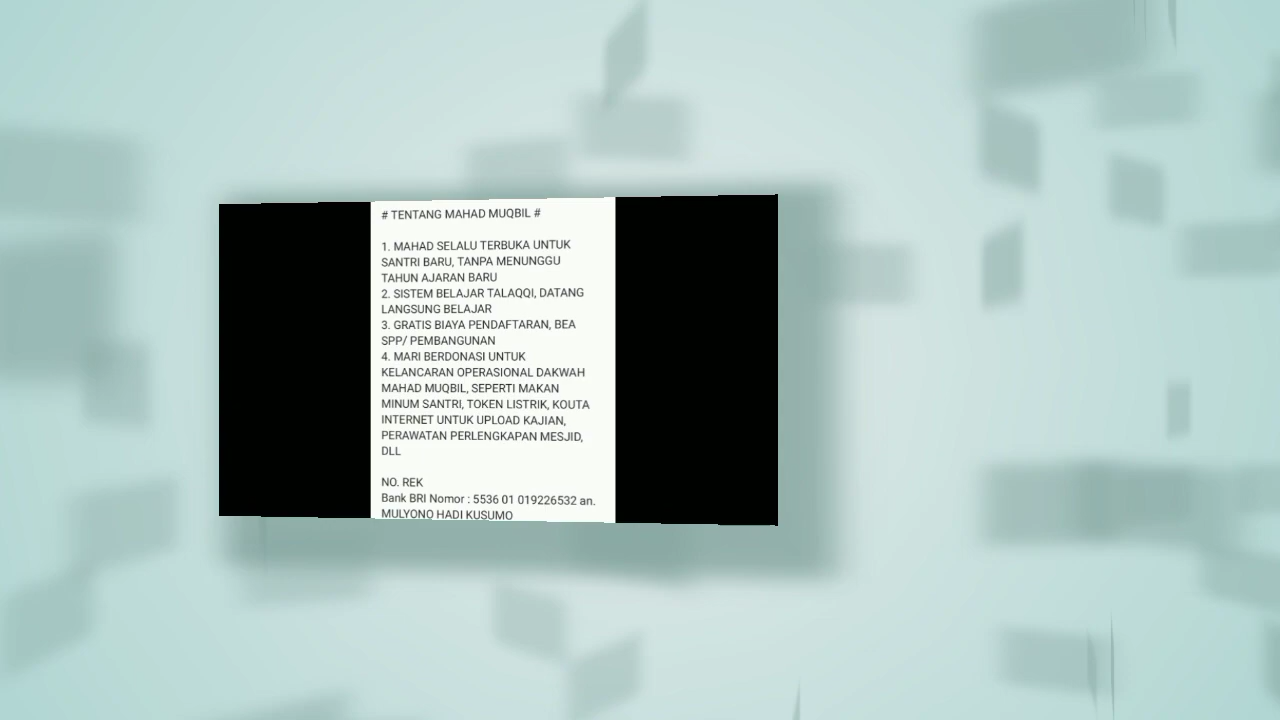 # TENTANG MAHAD MUQBIL #
1. MAHAD SELALU TERBUKA UNTUK
SANTRI BARU, TANPA MENUNGGU
TAHUN AJARAN BARU
2. SISTEM BELAJAR TALAQQI, DATANG
LANGSUNG BELAJAR
3. GRATIS BIAYA PENDAFTARAN, BEA
SPP/ PEMBANGUNAN
4. MARI BERDONASI UNTUK
KELANCARAN OPERASIONAL DAKWAH
MAHAD MUQBIL, SEPERTI MAKAN
MINUM SANTRI, TOKEN LISTRIK, KOUTA
INTERNET UNTUK UPLOAD KAJIAN,
PERAWATAN PERLENGKAPAN MESJID,
DLL
NO. REK
Bank BRI Nomor : 5536 01 019226532 an.
MULYONO HADI KUSUMO